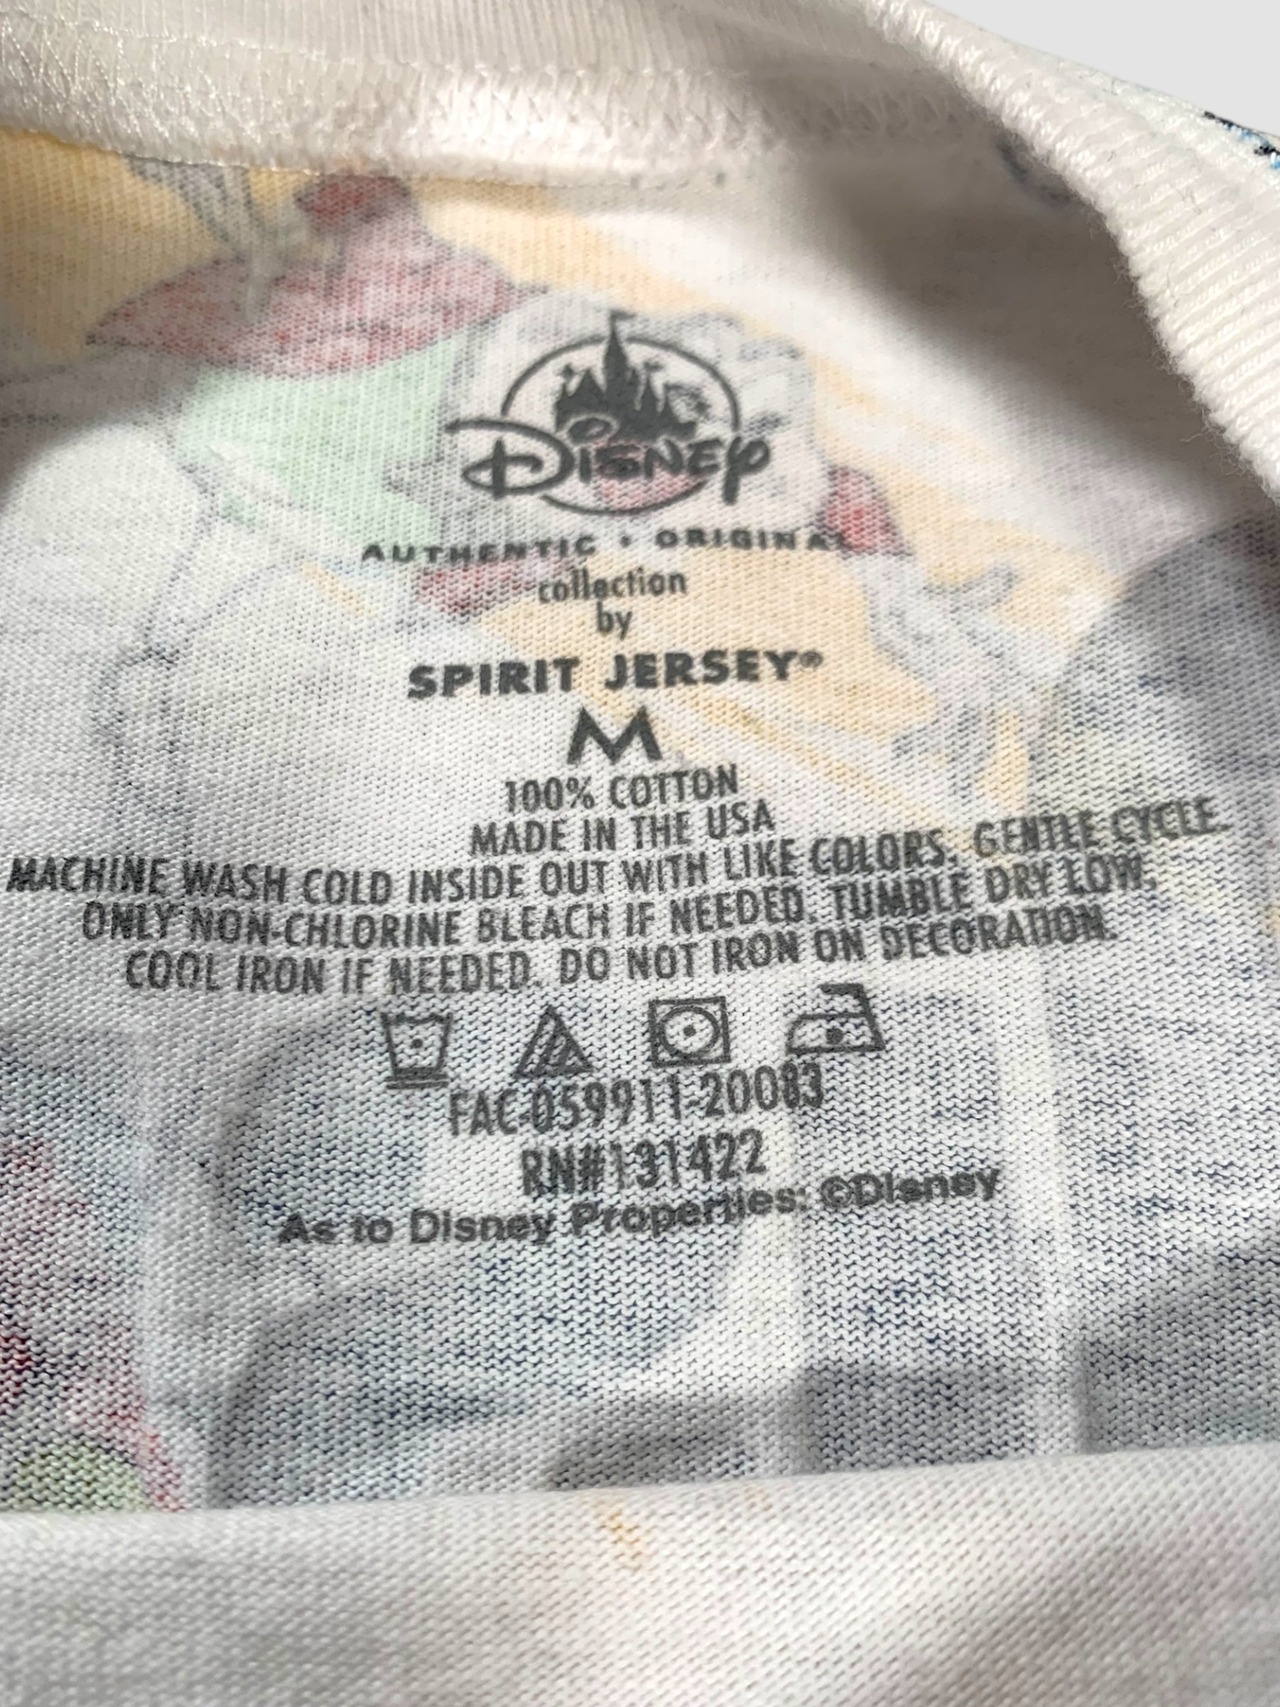 Disney
AUTHENTIC • ORIGINAL
collection
by
SPIRIT JERSEY®
M
100% COTTON
MADE IN THE USA
MACHINE WASH COLD INSIDE OUT WITH LIKE COLORS. GENTLE CYCLE
ONLY NON-CHLORINE BLEACH IF NEEDED. TUMBLE DRY LOW.
COOL IRON IF NEEDED. DO NOT IRON ON DECORATION.
FAC-059911-20083
RN#131422
As to Disney Properties: ©Disney